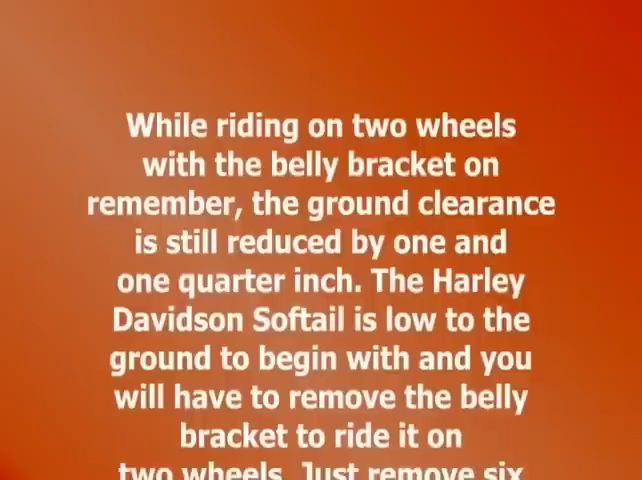 While riding on two wheels
with the belly bracket on
remember, the ground clearance
is still reduced by one and
one quarter inch. The Harley
Davidson Softail is low to the
ground to begin with and you
will have to remove the belly
bracket to ride it on
two wheels. Just remove six